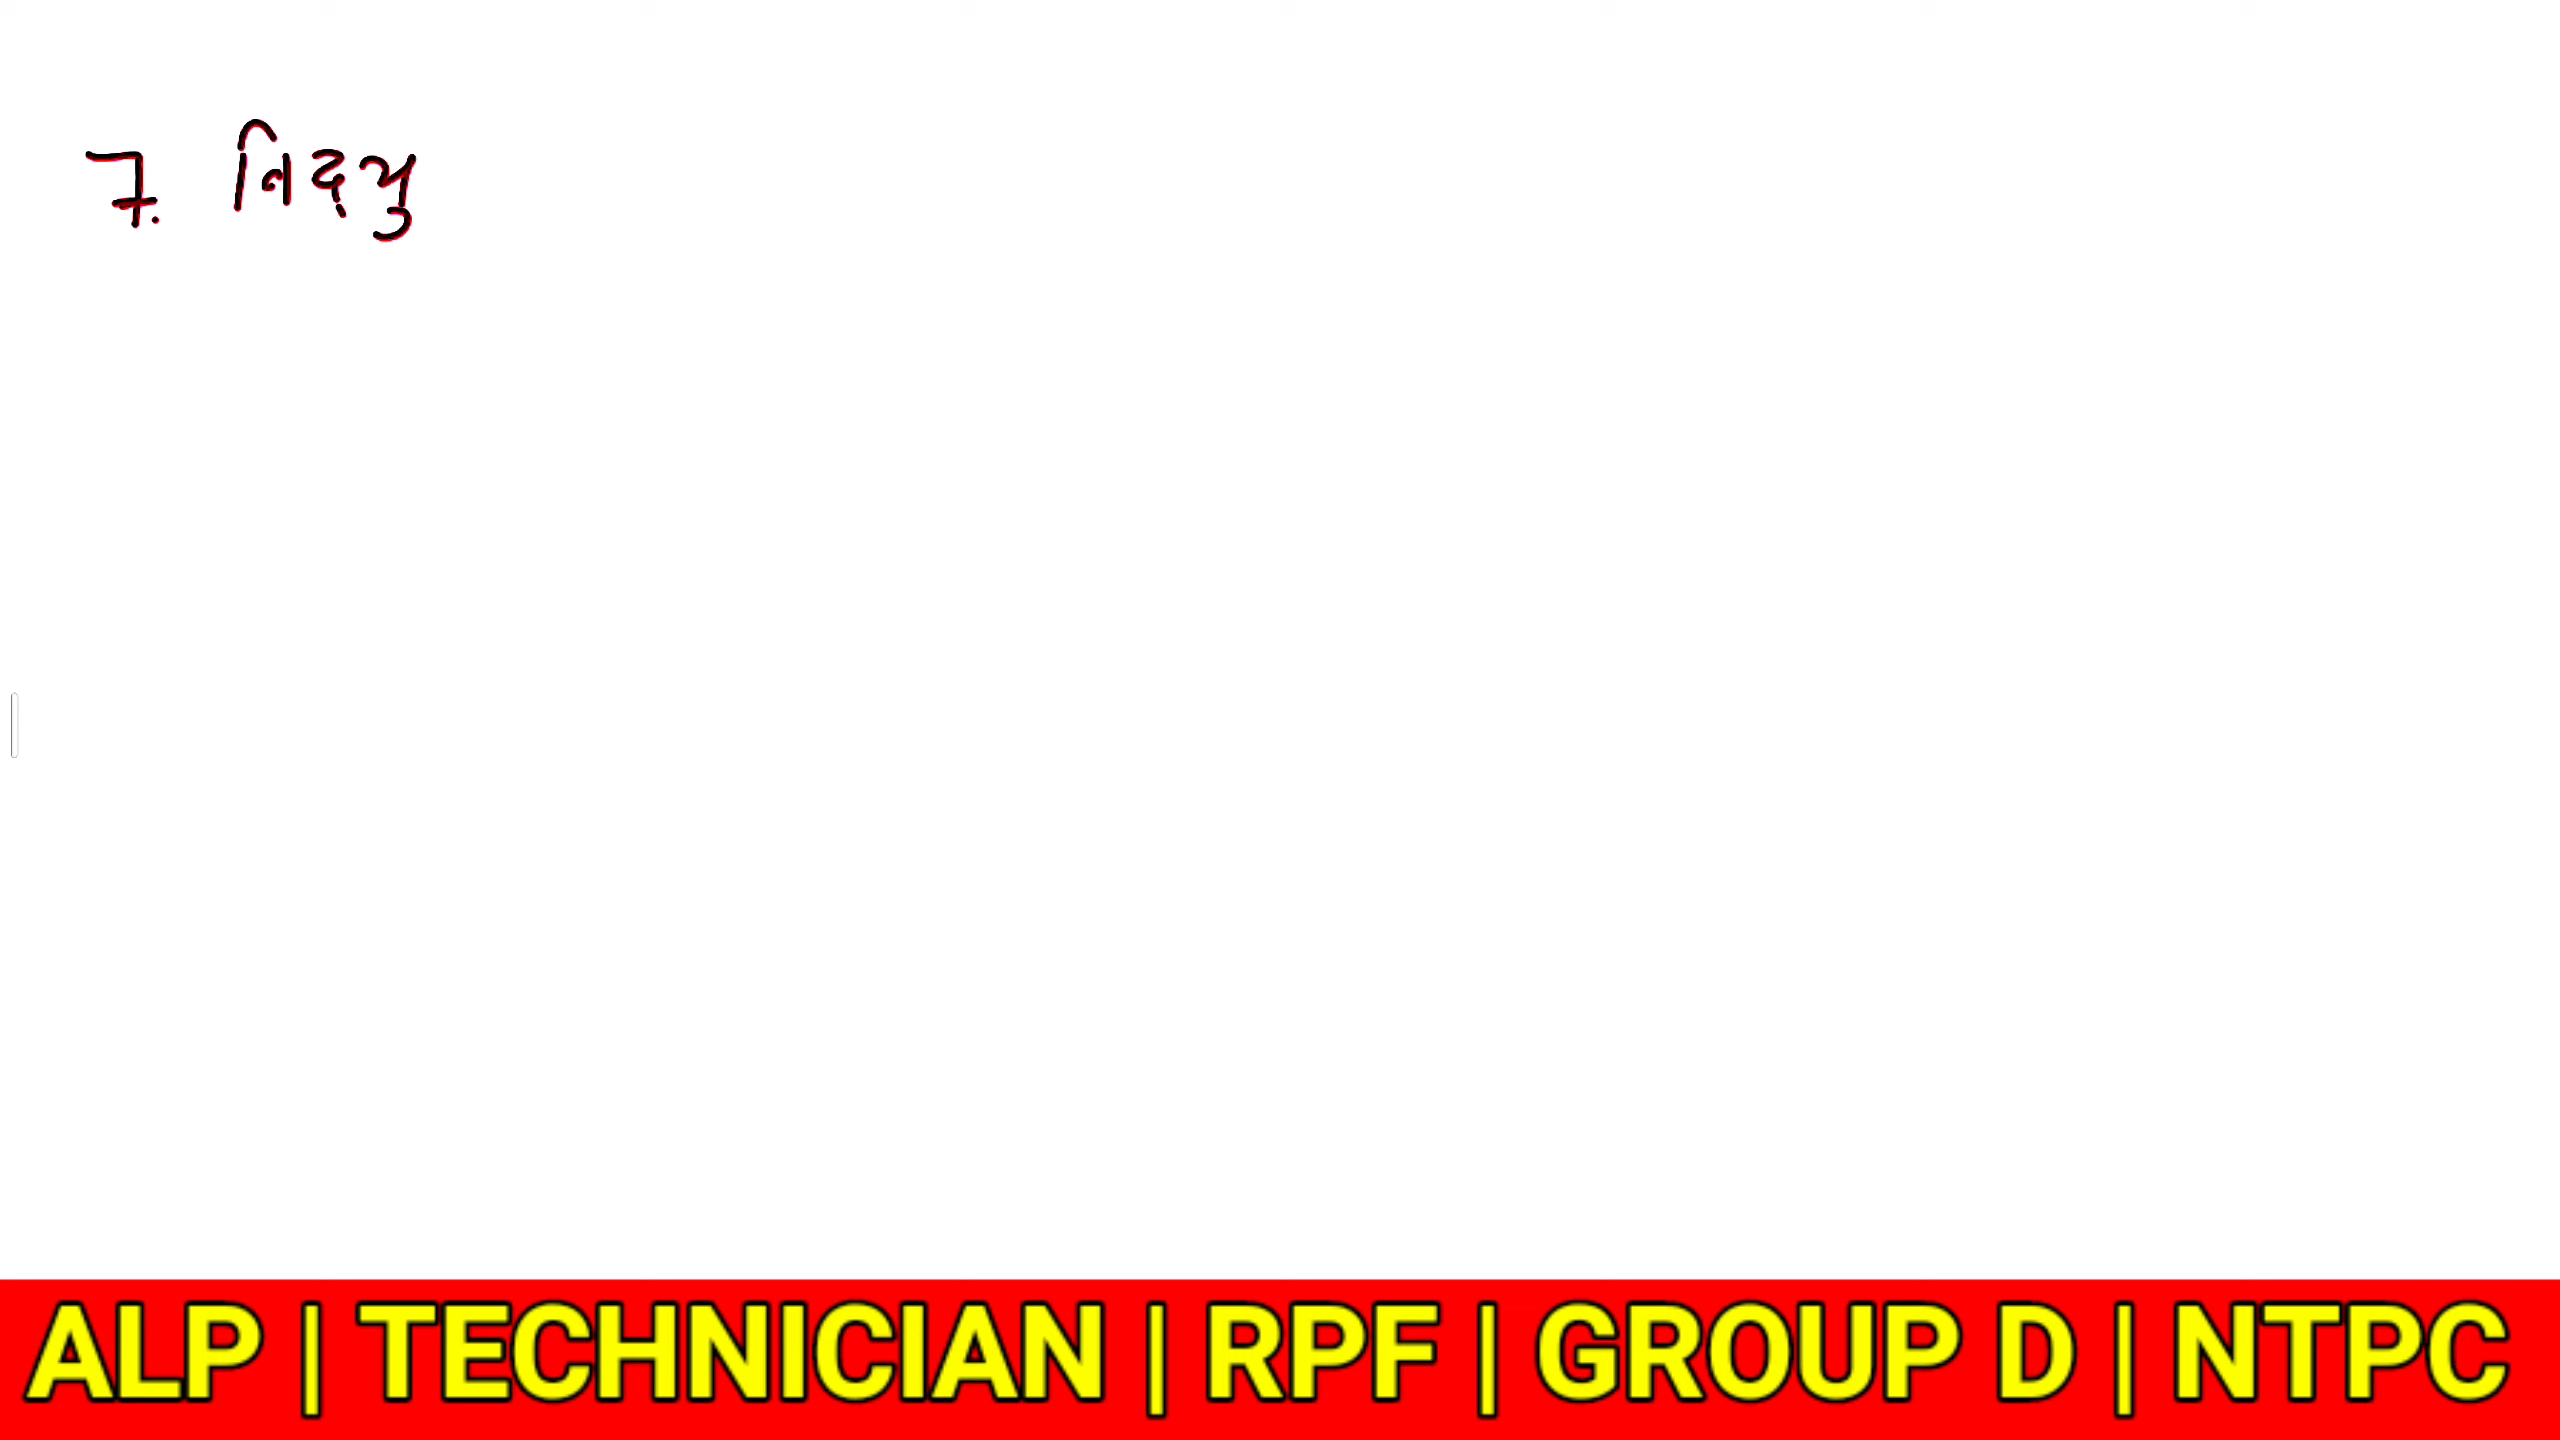 7. विद्यु
ALP | TECHNICIAN | RPF | GROUP D | NTPC